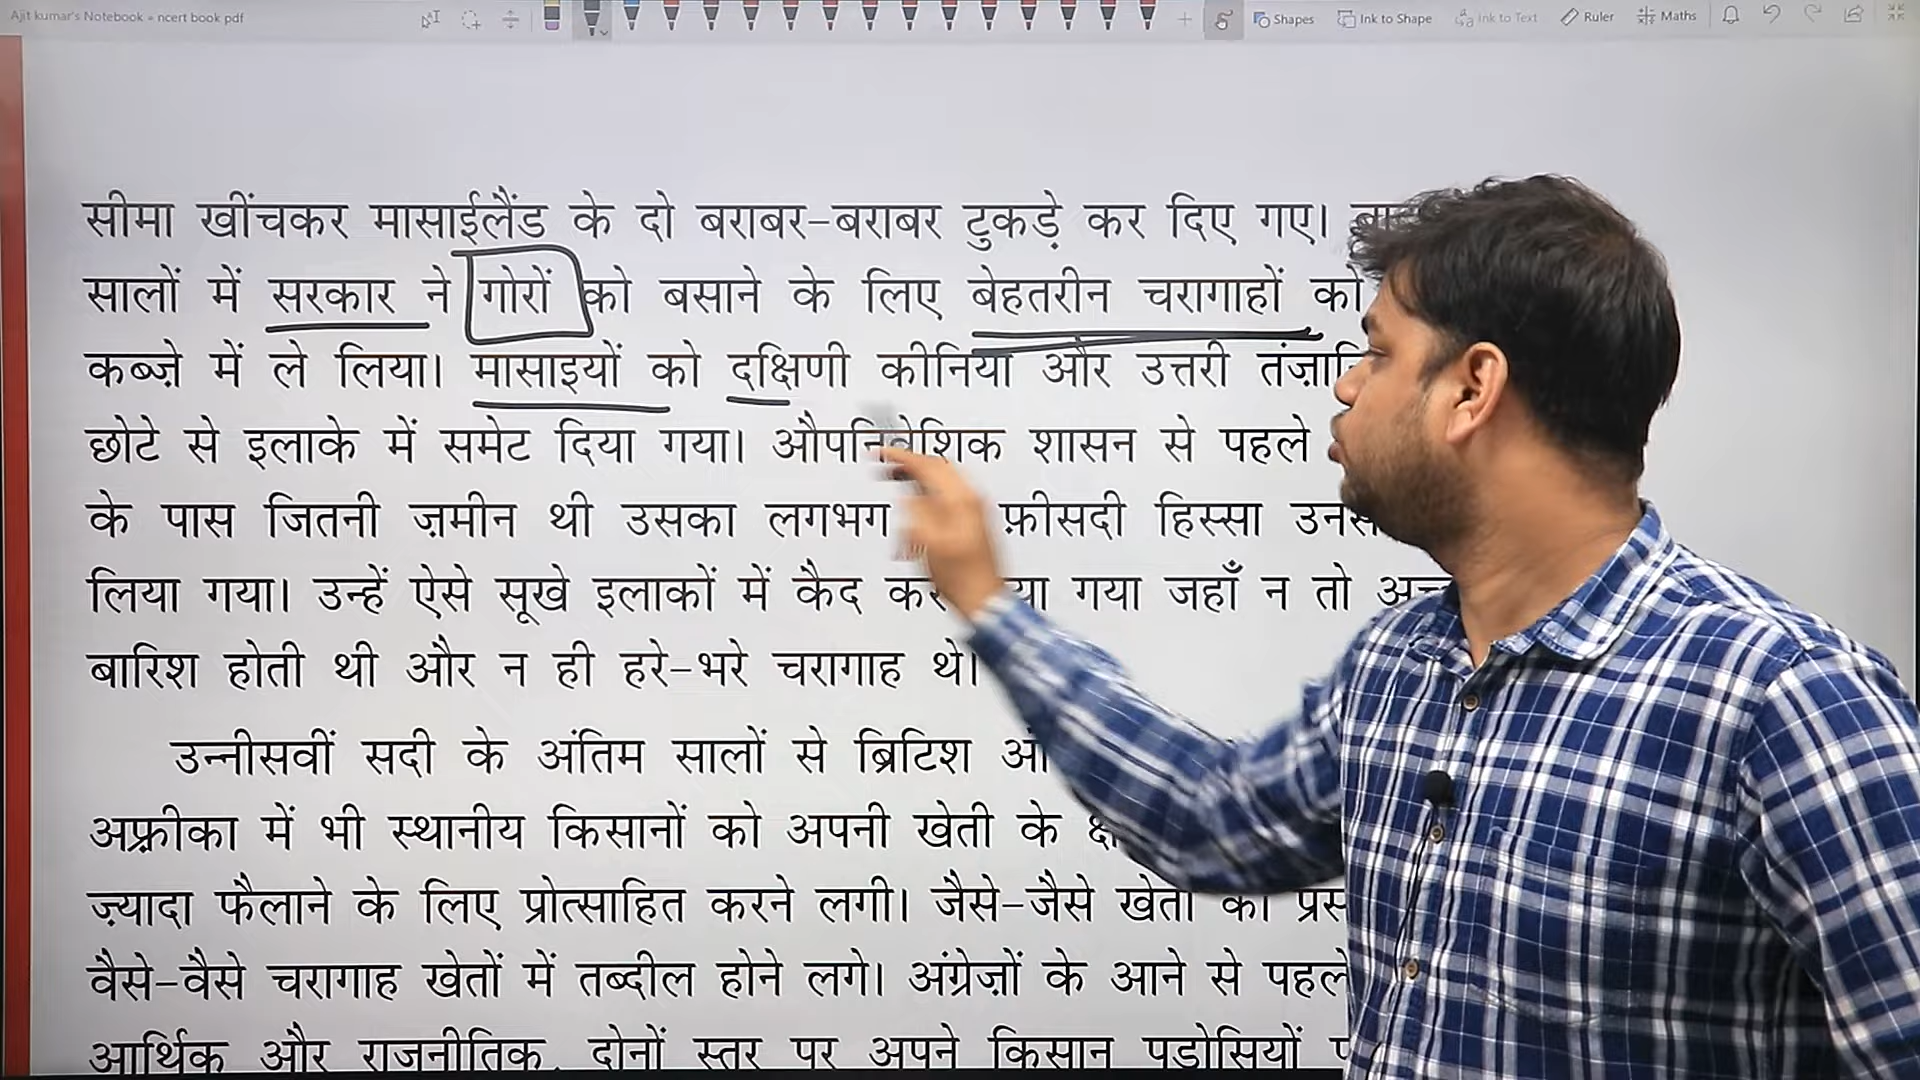 Ajit kumar's Notebook - ncert book pdf
Shapes Ink to Shape Ink to Text Ruler Maths
सीमा खींचकर मासाईलैंड के दो बराबर-बराबर टुकड़े कर दिए गए।
सालों में सरकार ने गोरों को बसाने के लिए बेहतरीन चरागाहों को
कब्ज़े में ले लिया। मासाइयों को दक्षिणी कीनिया और उत्तरी
छोटे से इलाके में समेट दिया गया। औपनिवेशिक शासन से पहले
के पास जितनी ज़मीन थी उसका लगभग फ़ीसदी हिस्सा
लिया गया। उन्हें ऐसे सूखे इलाकों में कैद गया जहाँ न तो
बारिश होती थी और न ही हरे-भरे चरागाह थे।
उन्नीसवीं सदी के अंतिम सालों से ब्रिटिश
अफ़्रीका में भी स्थानीय किसानों को अपनी खेती के
ज़्यादा फैलाने के लिए प्रोत्साहित करने लगी। जैसे-जैसे खेती का
वैसे-वैसे चरागाह खेतों में तब्दील होने लगे। अंग्रेज़ों के आने से पहले
आर्थिक और राजनीतिक, दोनों स्तर पर अपने किसान पड़ोसियों